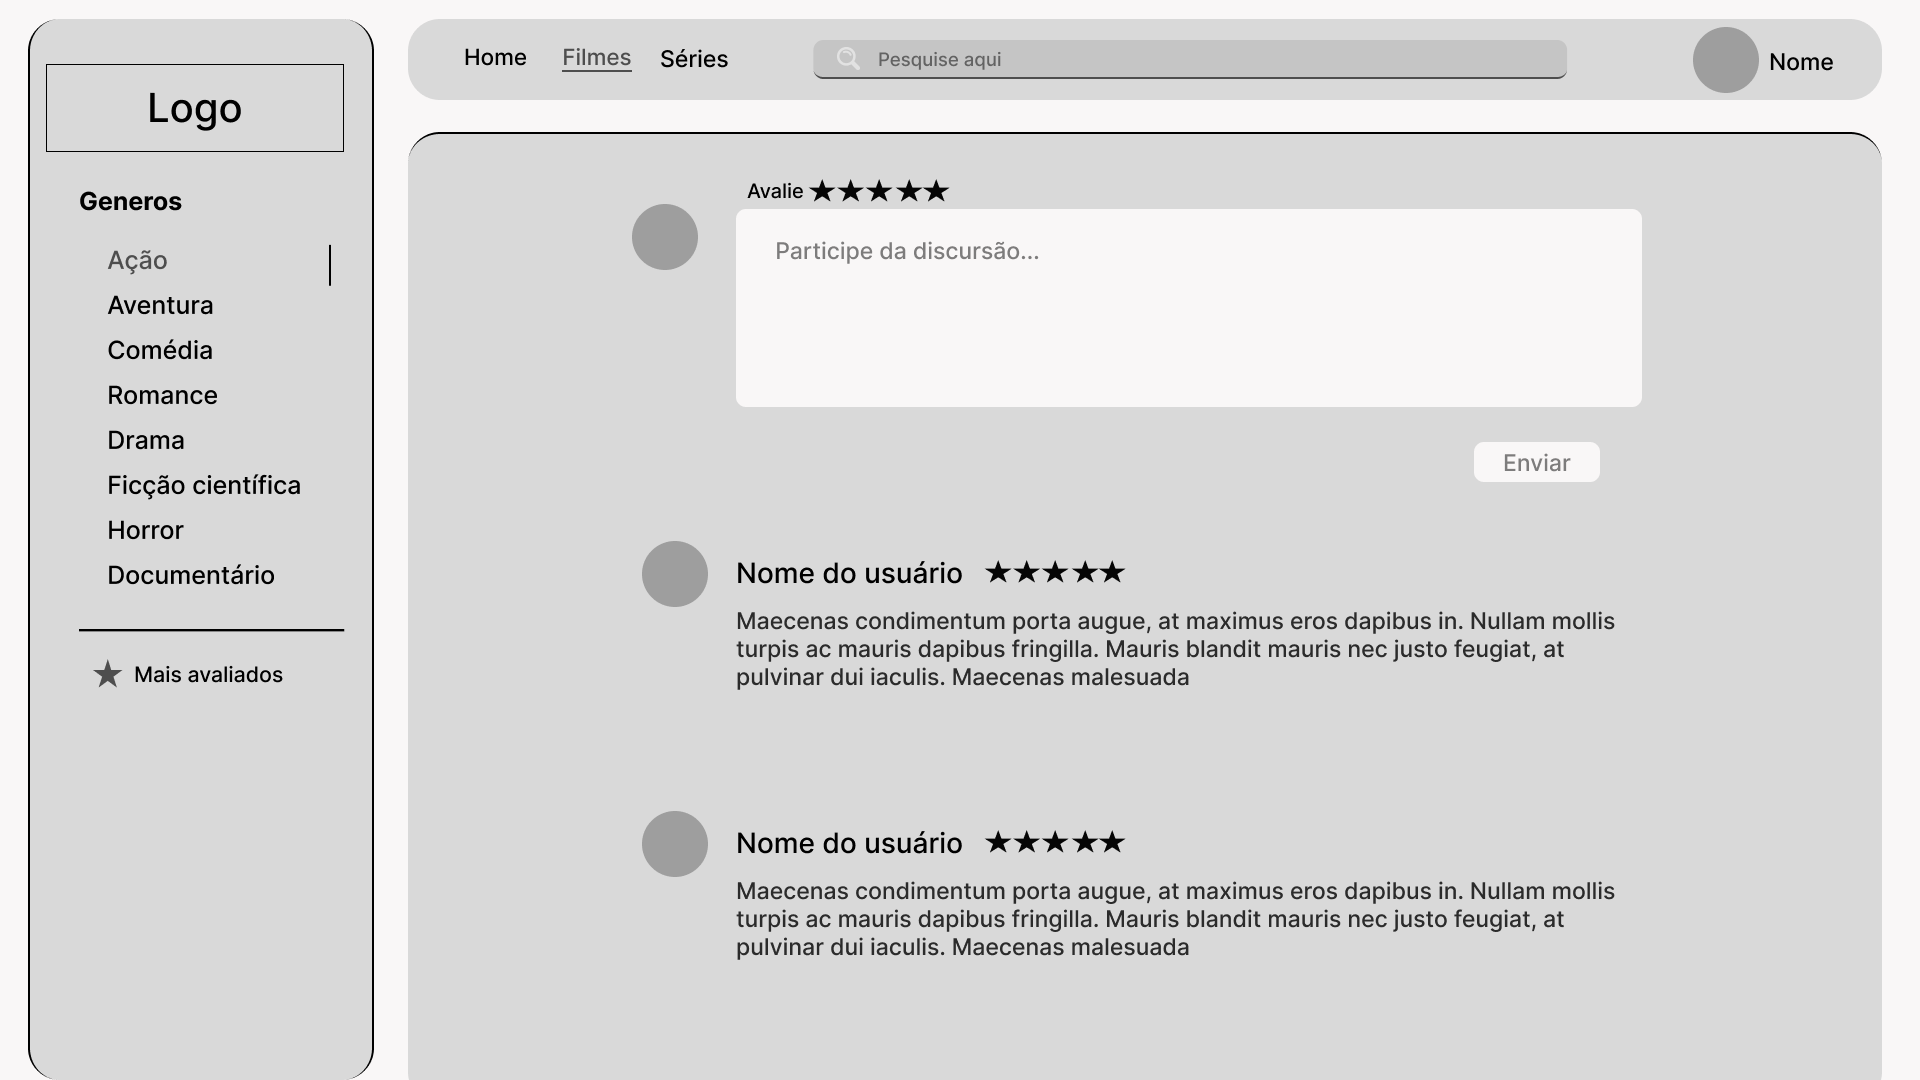 Logo
Generos
Ação
Aventura
Comédia
Romance
Drama
Ficção científica
Horror
Documentário
Mais avaliados
Home Filmes Séries
Pesquise aqui
Nome
Avalie
Participe da discursão...
Enviar
Nome do usuário
Maecenas condimentum porta augue, at maximus eros dapibus in. Nullam mollis
turpis ac mauris dapibus fringilla. Mauris blandit mauris nec justo feugiat, at
pulvinar dui iaculis. Maecenas malesuada
Nome do usuário
Maecenas condimentum porta augue, at maximus eros dapibus in. Nullam mollis
turpis ac mauris dapibus fringilla. Mauris blandit mauris nec justo feugiat, at
pulvinar dui iaculis. Maecenas malesuada